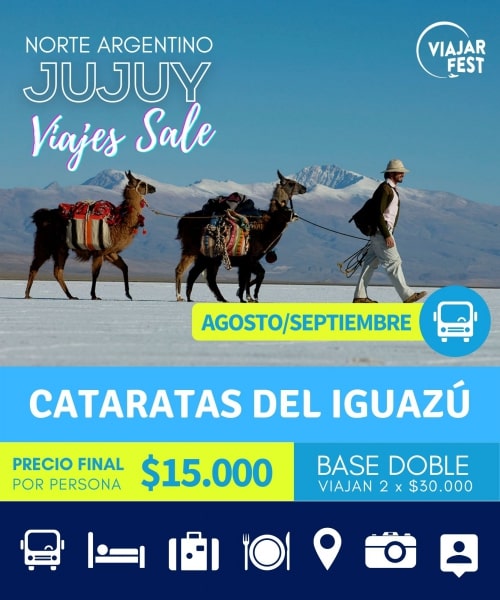 NORTE ARGENTINO
JUJUY
Viajes Sale
VIAJAR
FEST
AGOSTO/SEPTIEMBRE
CATARATAS DEL IGUAZÚ
PRECIO FINAL
POR PERSONA
$15.000
BASE DOBLE
VIAJAN 2 x $30.000